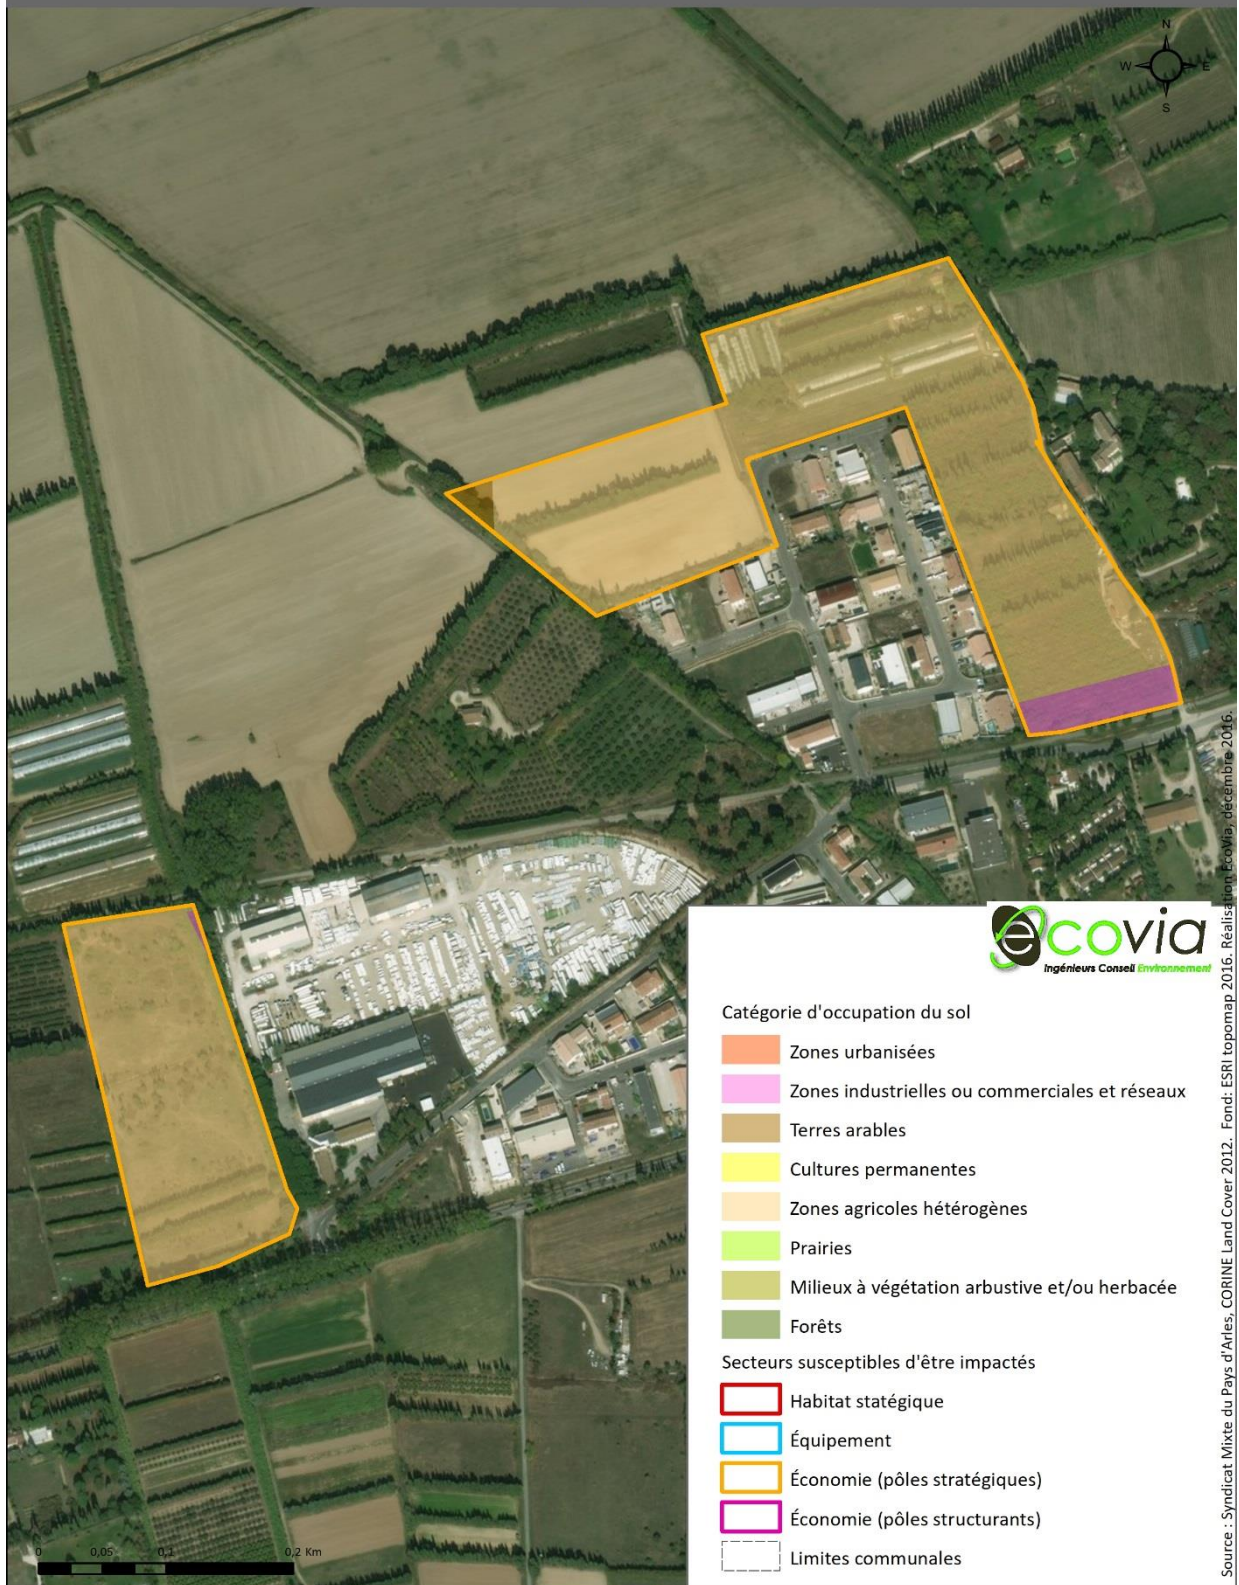 N
W E
S
ecovia
Ingénieurs Conseil Environnement
Catégorie d'occupation du sol
Zones urbanisées
Zones industrielles ou commerciales et réseaux
Terres arables
Cultures permanentes
Zones agricoles hétérogènes
Prairies
Milieux à végétation arbustive et/ou herbacée
Forêts
Secteurs susceptibles d'être impactés
Habitat statégique
Équipement
Économie (pôles stratégiques)
Économie (pôles structurants)
Limites communales
0 0,05 0,1 0,2 Km
Source : Syndicat Mixte du Pays d'Arles, CORINE Land Cover 2012. Fond: ESRI topomap 2016. Réalisation EcoVia, décembre 2016.